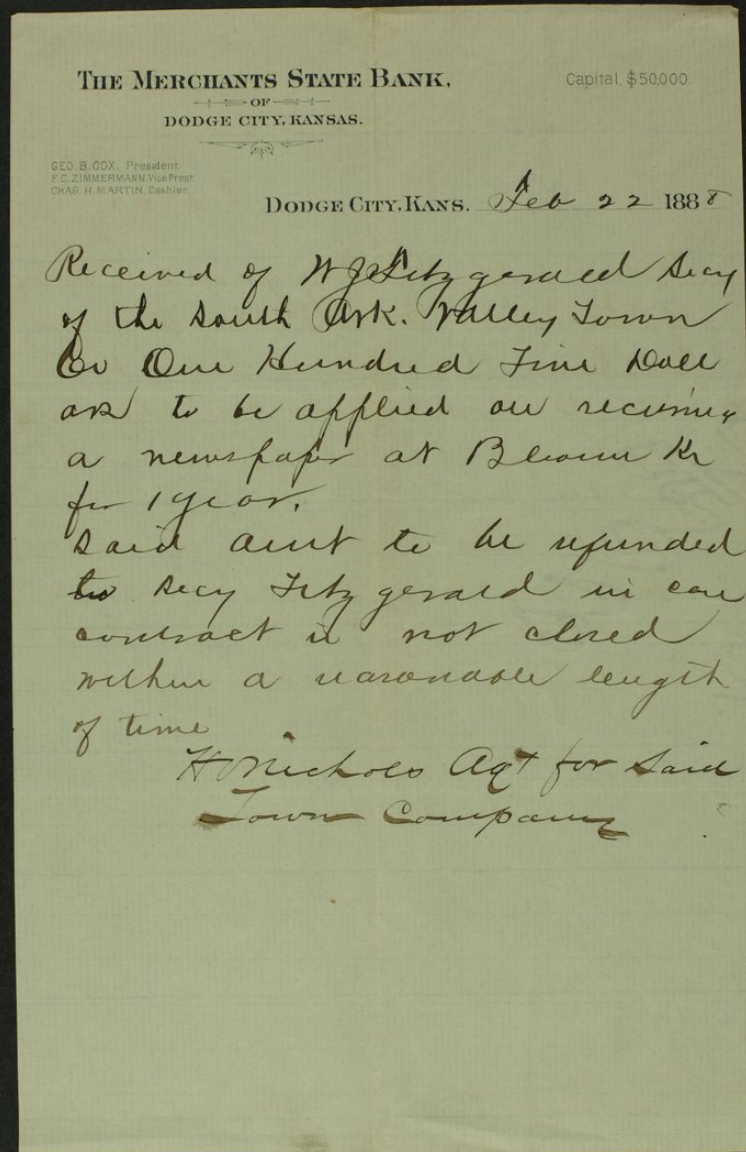 THE MERCHANTS STATE BANK,
OF
DODGE CITY, KANSAS.
Capital, $50,000.
GEO. B. COX, President.
F.C. ZIMMERMANN, Vice Prest.
CHAS. H. MARTIN, Cashier.
DODGE CITY, KANS. Feb 22 1888
Received of W J Fitzgerald Secy
of the South Ark. Valley Town
Co One Hundred Five Doll
ars to be applied on securing
a newspaper at Bloom Ks
for 1 year.
Said amt to be refunded
to Secy Fitzgerald in case
contract is not closed
within a reasonable length
of time
H Nichols Agt for Said
Town Company